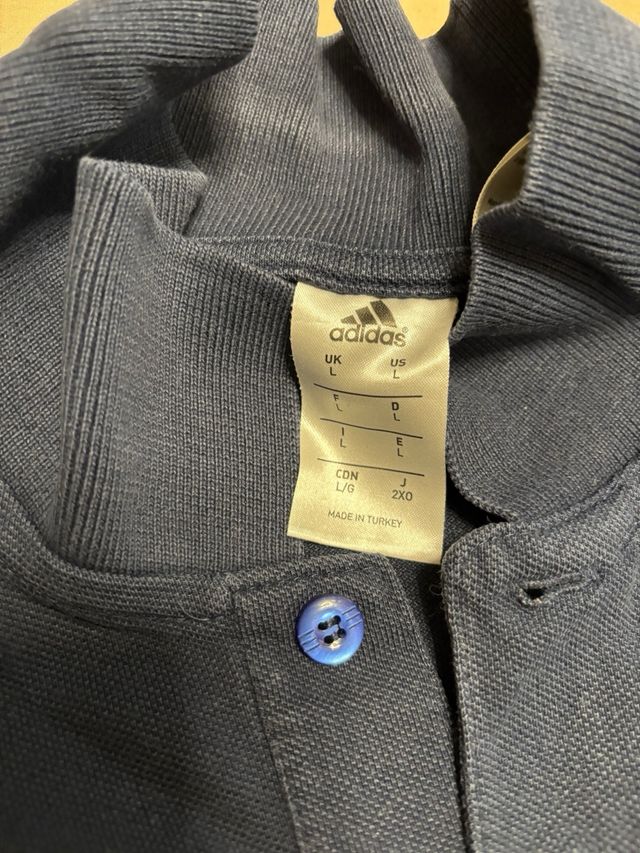 adidas®
UK US
L L
F D
L L
I E
L L
CDN J
L/G 2XO
MADE IN TURKEY